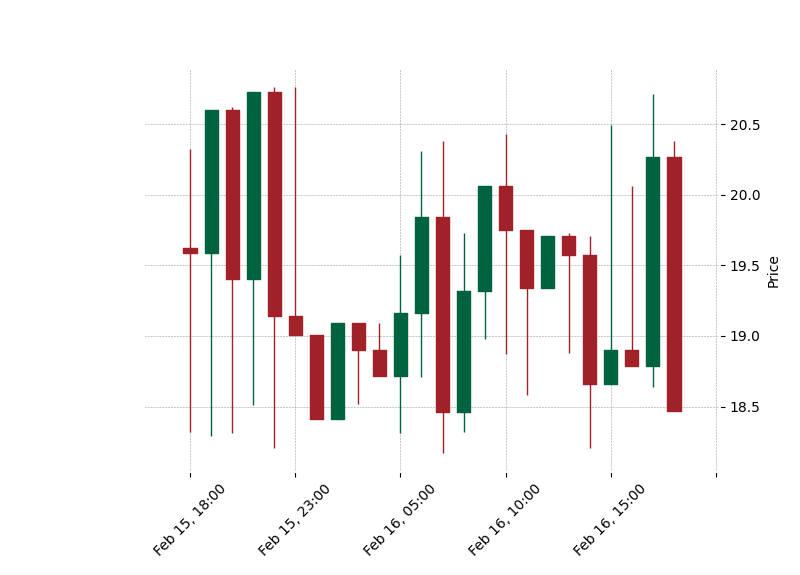 20.5
20.0
19.5
19.0
18.5
Price
Feb 15, 18:00
Feb 15, 23:00
Feb 16, 05:00
Feb 16, 10:00
Feb 16, 15:00